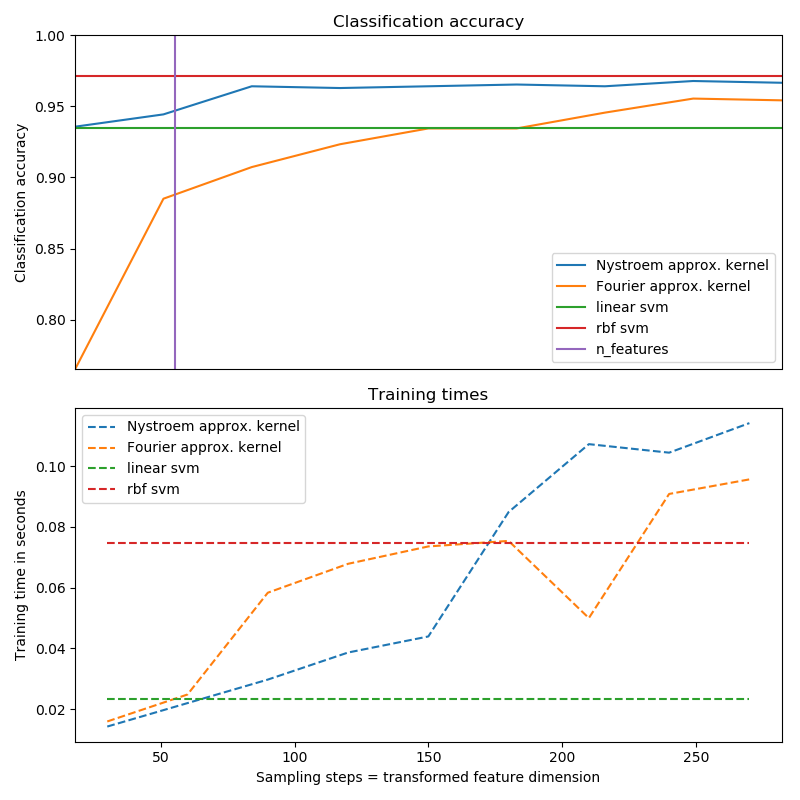 Classification accuracy
1.00
0.95
0.90
0.85
0.80
Classification accuracy
Nystroem approx. kernel
Fourier approx. kernel
linear svm
rbf svm
n_features
Training times
Nystroem approx. kernel
Fourier approx. kernel
linear svm
rbf svm
0.10
0.08
0.06
0.04
0.02
Training time in seconds
50
100
150
200
250
Sampling steps = transformed feature dimension